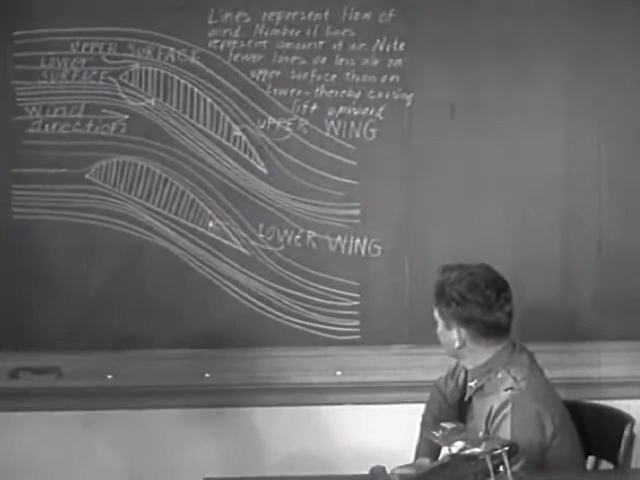 Lines represent flow of
wind. Number of lines
represent amount of air. Note
fewer lines or less air on
upper surface than on
lower - thereby causing
lift upward
UPPER SURFACE
LOWER
SURFACE
wind
direction
UPPER WING
LOWER WING